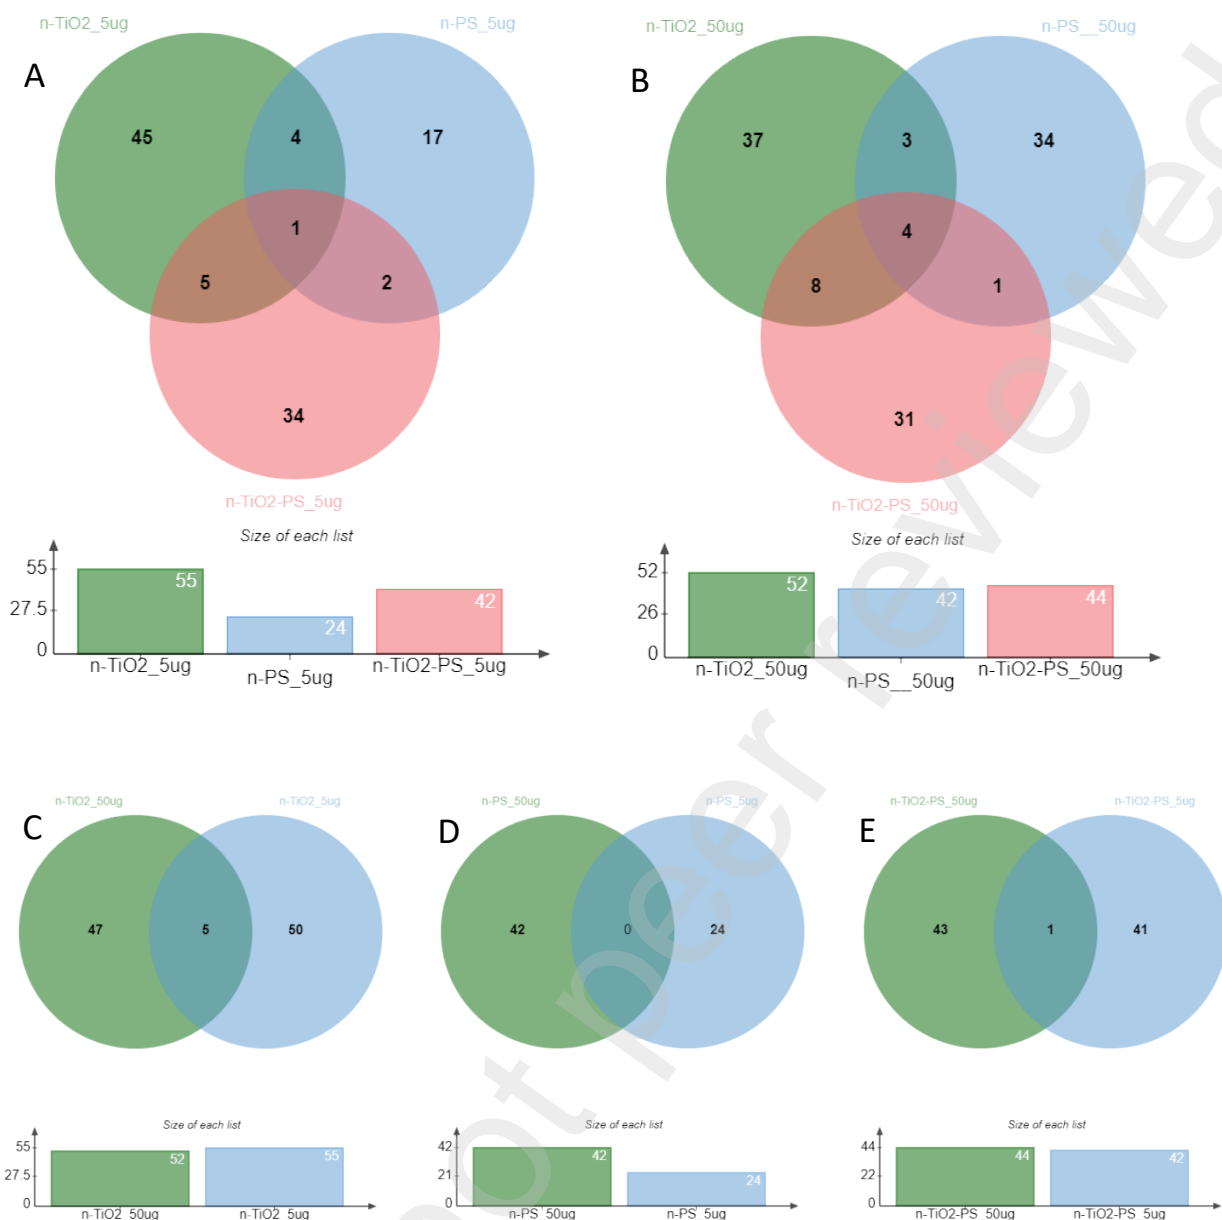 n-TiO2_5ug
n-PS_5ug
A
45
4
17
1
5
2
34
n-TiO2-PS_5ug
Size of each list
55
27.5
0
55
24
42
n-TiO2_5ug
n-PS_5ug
n-TiO2-PS_5ug
n-TiO2_50ug
n-PS__50ug
B
37
3
34
4
8
1
31
n-TiO2-PS_50ug
Size of each list
52
26
0
52
42
44
n-TiO2_50ug
n-PS__50ug
n-TiO2-PS_50ug
n-TiO2_50ug
n-TiO2_5ug
C
47
5
50
Size of each list
55
27.5
0
52
55
n-TiO2_50ug
n-TiO2_5ug
n-PS_50ug
n-PS_5ug
D
42
0
24
Size of each list
42
21
0
42
24
n-PS_50ug
n-PS_5ug
n-TiO2-PS_50ug
n-TiO2-PS_5ug
E
43
1
41
Size of each list
44
22
0
44
42
n-TiO2-PS_50ug
n-TiO2-PS_5ug
not peer reviewed